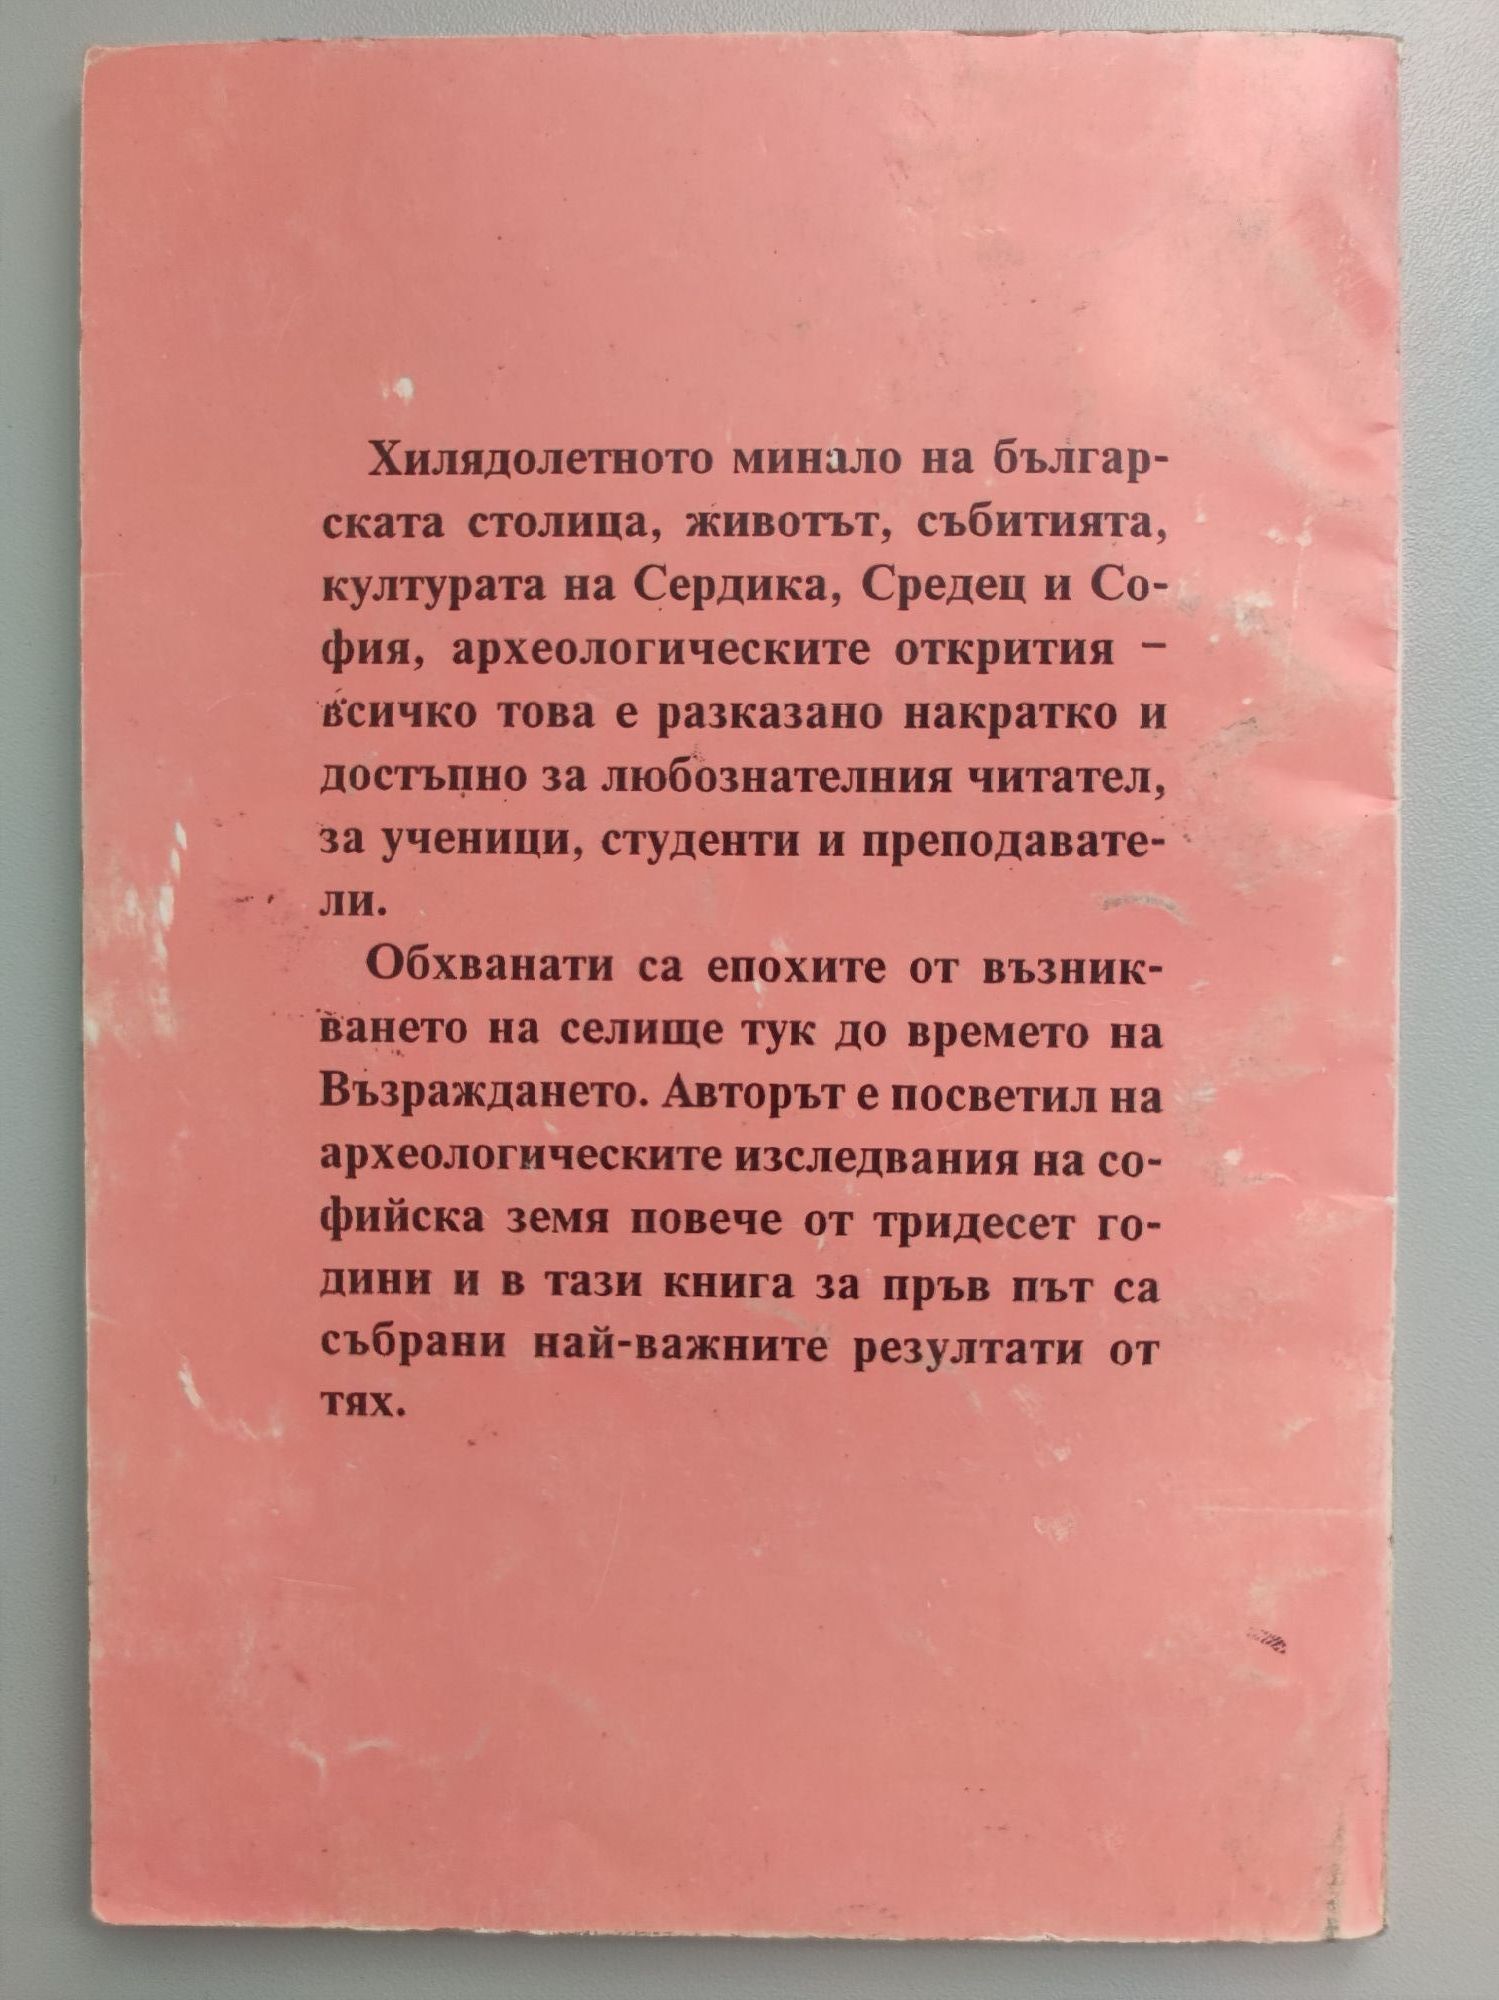 Хилядолетното минало на българ-
ската столица, животът, събитията,
културата на Сердика, Средец и Со-
фия, археологическите открития –
всичко това е разказано накратко и
достъпно за любознателния читател,
за ученици, студенти и преподавате-
ли.
Обхванати са епохите от възник-
ването на селище тук до времето на
Възраждането. Авторът е посветил на
археологическите изследвания на со-
фийска земя повече от тридесет го-
дини и в тази книга за пръв път са
събрани най-важните резултати от
тях.